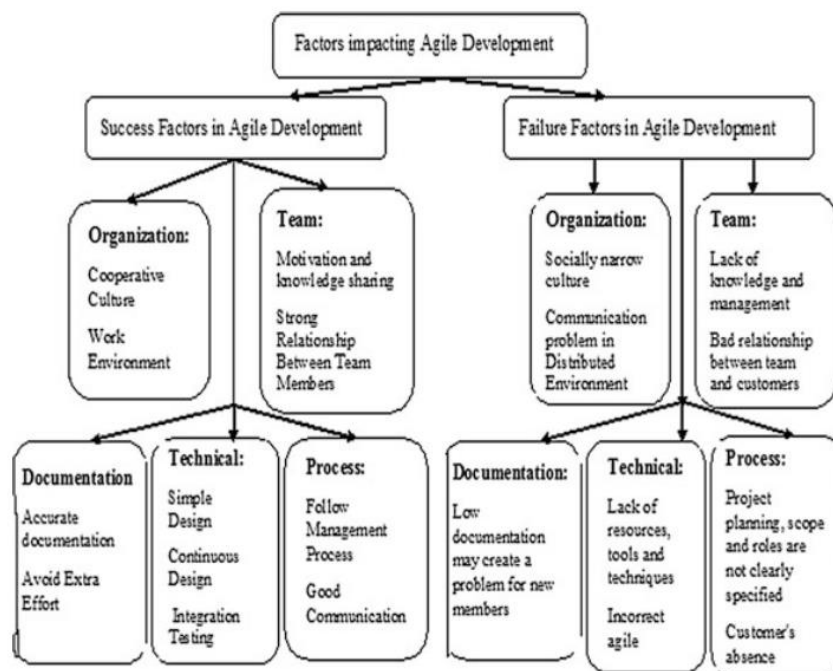 Factors impacting Agile Development
Success Factors in Agile Development
Failure Factors in Agile Development
Organization:
Cooperative
Culture
Work
Environment
Team:
Motivation and
knowledge sharing
Strong
Relationship
Between Team
Members
Organization:
Socially narrow
culture
Communication
problem in
Distributed
Environment
Team:
Lack of
knowledge and
management
Bad relationship
between team
and customers
Documentation
Accurate
documentation
Avoid Extra
Effort
Technical:
Simple
Design
Continuous
Design
Integration
Testing
Process:
Follow
Management
Process
Good
Communication
Documentation:
Low
documentation
may create a
problem for new
members
Technical:
Lack of
resources,
tools and
techniques
Incorrect
agile
Process:
Project
planning, scope
and roles are
not clearly
specified
Customer's
absence